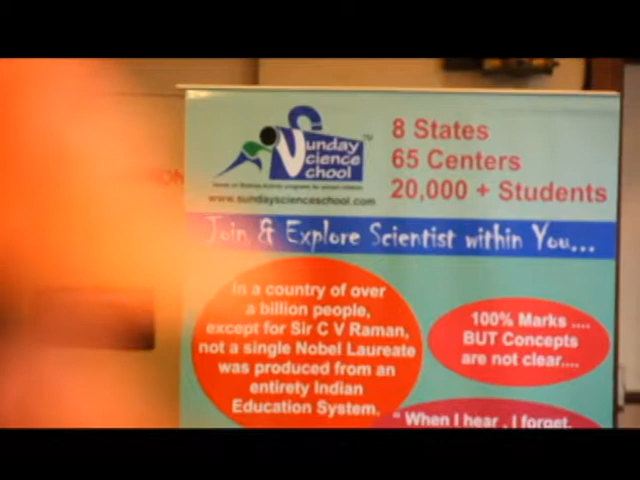 Sunday
Science
School
TM
www.sundayscienceschool.com
8 States
65 Centers
20,000 + Students
Join & Explore Scientist within You...
In a country of over
a billion people,
except for Sir C V Raman,
not a single Nobel Laureate
was produced from an
entirety Indian
Education System.
100% Marks ....
BUT Concepts
are not clear....
“ When I hear , I forget.